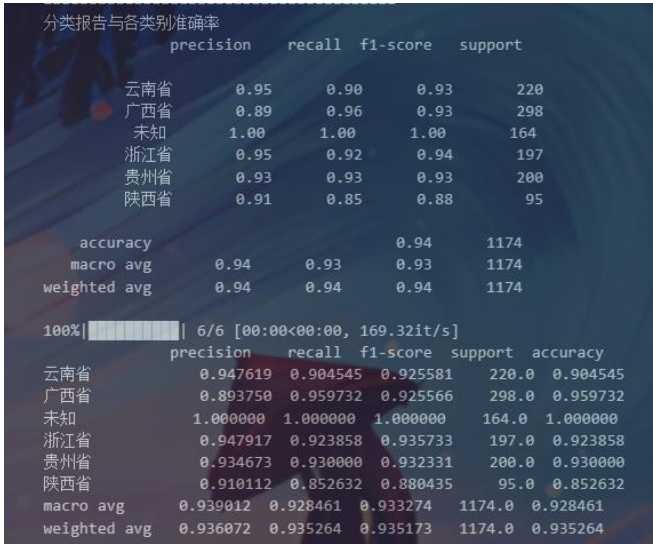 分类报告与各类别准确率
precision recall f1-score support
云南省 0.95 0.90 0.93 220
广西省 0.89 0.96 0.93 298
未知 1.00 1.00 1.00 164
浙江省 0.95 0.92 0.94 197
贵州省 0.93 0.93 0.93 200
陕西省 0.91 0.85 0.88 95
accuracy 0.94 1174
macro avg 0.94 0.93 0.93 1174
weighted avg 0.94 0.94 0.94 1174
100%|██████████| 6/6 [00:00<00:00, 169.32it/s]
precision recall f1-score support accuracy
云南省 0.947619 0.904545 0.925581 220.0 0.904545
广西省 0.893750 0.959732 0.925566 298.0 0.959732
未知 1.000000 1.000000 1.000000 164.0 1.000000
浙江省 0.947917 0.923858 0.935733 197.0 0.923858
贵州省 0.934673 0.930000 0.932331 200.0 0.930000
陕西省 0.910112 0.852632 0.880435 95.0 0.852632
macro avg 0.939012 0.928461 0.933274 1174.0 0.928461
weighted avg 0.936072 0.935264 0.935173 1174.0 0.935264